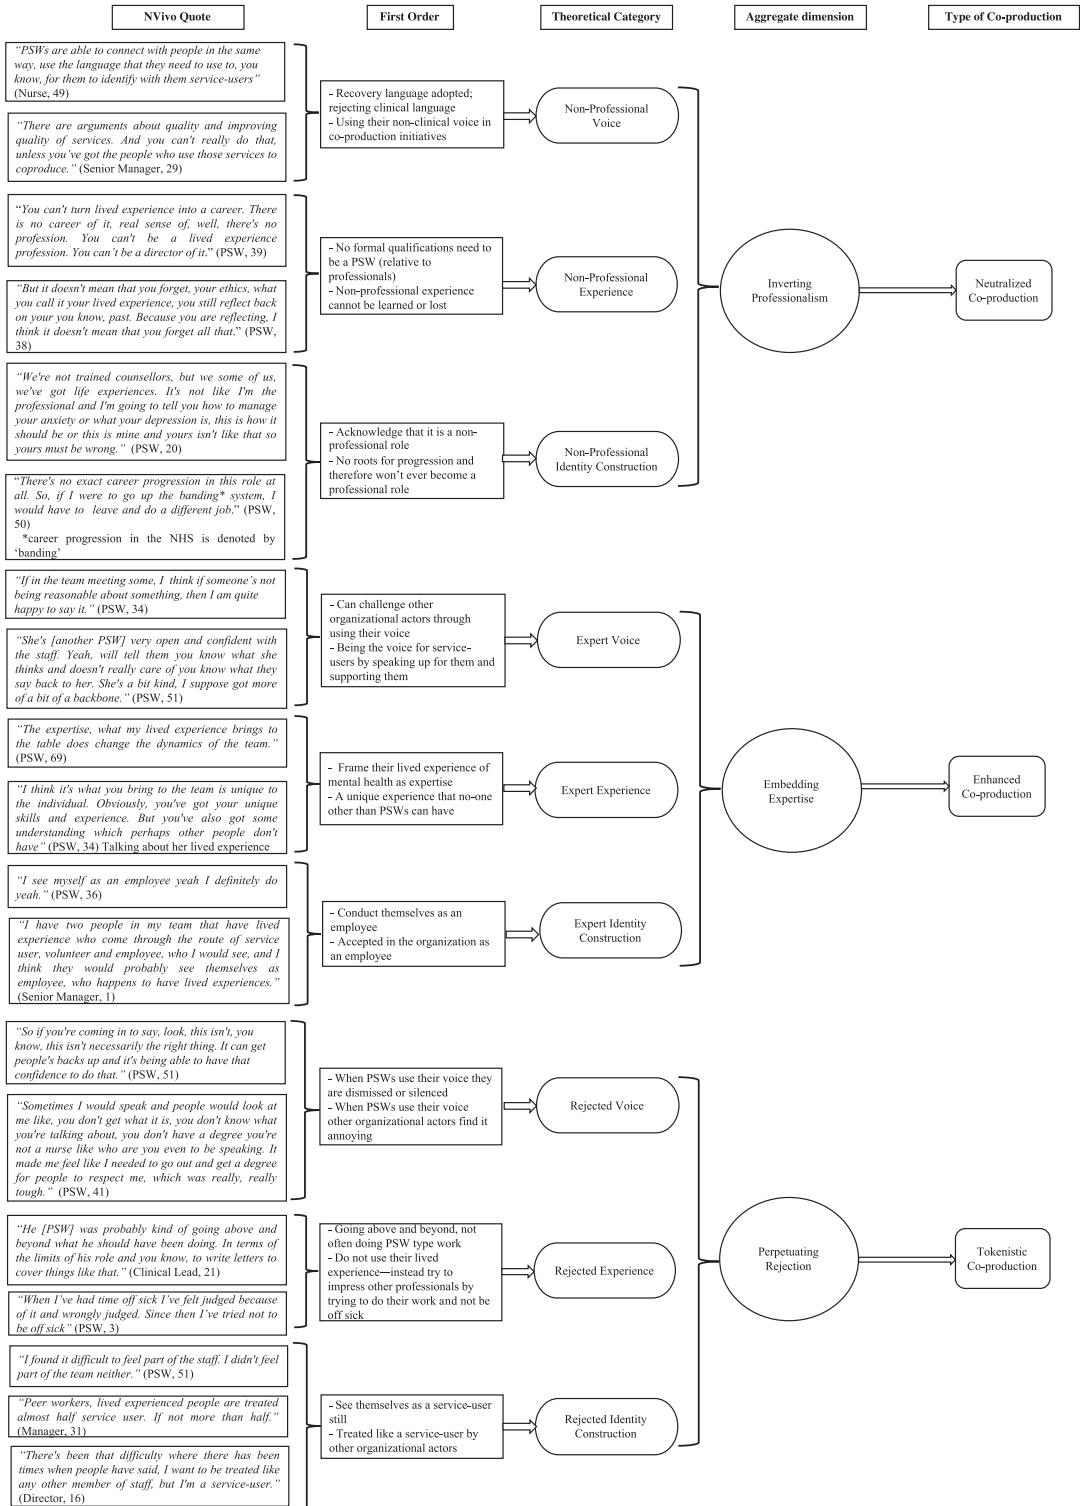 NVivo Quote
First Order
Theoretical Category
Aggregate dimension
Type of Co-production
“PSWs are able to connect with people in the same
way, use the language that they need to use to, you
know, for them to identify with them service-users”
(Nurse, 49)
“There are arguments about quality and improving
quality of services. And you can't really do that,
unless you’ve got the people who use those services to
coproduce.” (Senior Manager, 29)
- Recovery language adopted;
rejecting clinical language
- Using their non-clinical voice in
co-production initiatives
Non-Professional
Voice
“You can't turn lived experience into a career. There
is no career of it, real sense of, well, there's no
profession. You can't be a lived experience
profession. You can’t be a director of it.” (PSW, 39)
“But it doesn't mean that you forget, your ethics, what
you call it your lived experience, you still reflect back
on your you know, past. Because you are reflecting, I
think it doesn't mean that you forget all that.” (PSW,
38)
- No formal qualifications need to
be a PSW (relative to
professionals)
- Non-professional experience
cannot be learned or lost
Non-Professional
Experience
“We're not trained counsellors, but we some of us,
we've got life experiences. It's not like I'm the
professional and I'm going to tell you how to manage
your anxiety or what your depression is, this is how it
should be or this is mine and yours isn't like that so
yours must be wrong.” (PSW, 20)
“There's no exact career progression in this role at
all. So, if I were to go up the banding* system, I
would have to leave and do a different job.” (PSW,
50)
*career progression in the NHS is denoted by
‘banding’
- Acknowledge that it is a non-
professional role
- No roots for progression and
therefore won’t ever become a
professional role
Non-Professional
Identity Construction
Inverting
Professionalism
Neutralized
Co-production
“If in the team meeting some, I think if someone’s not
being reasonable about something, then I am quite
happy to say it.” (PSW, 34)
“She's [another PSW] very open and confident with
the staff. Yeah, will tell them you know what she
thinks and doesn't really care of you know what they
say back to her. She's a bit kind, I suppose got more
of a bit of a backbone.” (PSW, 51)
- Can challenge other
organizational actors through
using their voice
- Being the voice for service-
users by speaking up for them and
supporting them
Expert Voice
“The expertise, what my lived experience brings to
the table does change the dynamics of the team.”
(PSW, 69)
“I think it's what you bring to the team is unique to
the individual. Obviously, you've got your unique
skills and experience. But you've also got some
understanding which perhaps other people don't
have” (PSW, 34) Talking about her lived experience
- Frame their lived experience of
mental health as expertise
- A unique experience that no-one
other than PSWs can have
Expert Experience
“I see myself as an employee yeah I definitely do
yeah.” (PSW, 36)
“I have two people in my team that have lived
experience who come through the route of service
user, volunteer and employee, who I would see, and I
think they would probably see themselves as
employee, who happens to have lived experiences.”
(Senior Manager, 1)
- Conduct themselves as an
employee
- Accepted in the organization as
an employee
Expert Identity
Construction
Embedding
Expertise
Enhanced
Co-production
“So if you're coming in to say, look, this isn't, you
know, this isn't necessarily the right thing. It can get
people's backs up and it's being able to have that
confidence to do that.” (PSW, 51)
“Sometimes I would speak and people would look at
me like, you don't get what it is, you don't know what
you're talking about, you don't have a degree you're
not a nurse like who are you even to be speaking. It
made me feel like I needed to go out and get a degree
for people to respect me, which was really, really
tough.” (PSW, 41)
- When PSWs use their voice they
are dismissed or silenced
- When PSWs use their voice
other organizational actors find it
annoying
Rejected Voice
“He [PSW] was probably kind of going above and
beyond what he should have been doing. In terms of
the limits of his role and you know, to write letters to
cover things like that.” (Clinical Lead, 21)
“When I’ve had time off sick I’ve felt judged because
of it and wrongly judged. Since then I’ve tried not to
be off sick” (PSW, 3)
- Going above and beyond, not
often doing PSW type work
- Do not use their lived
experience—instead try to
impress other professionals by
trying to do their work and not be
off sick
Rejected Experience
“I found it difficult to feel part of the staff. I didn't feel
part of the team neither.” (PSW, 51)
“Peer workers, lived experienced people are treated
almost half service user. If not more than half.”
(Manager, 31)
“There's been that difficulty where there has been
times when people have said, I want to be treated like
any other member of staff, but I'm a service-user.”
(Director, 16)
- See themselves as a service-user
still
- Treated like a service-user by
other organizational actors
Rejected Identity
Construction
Perpetuating
Rejection
Tokenistic
Co-production